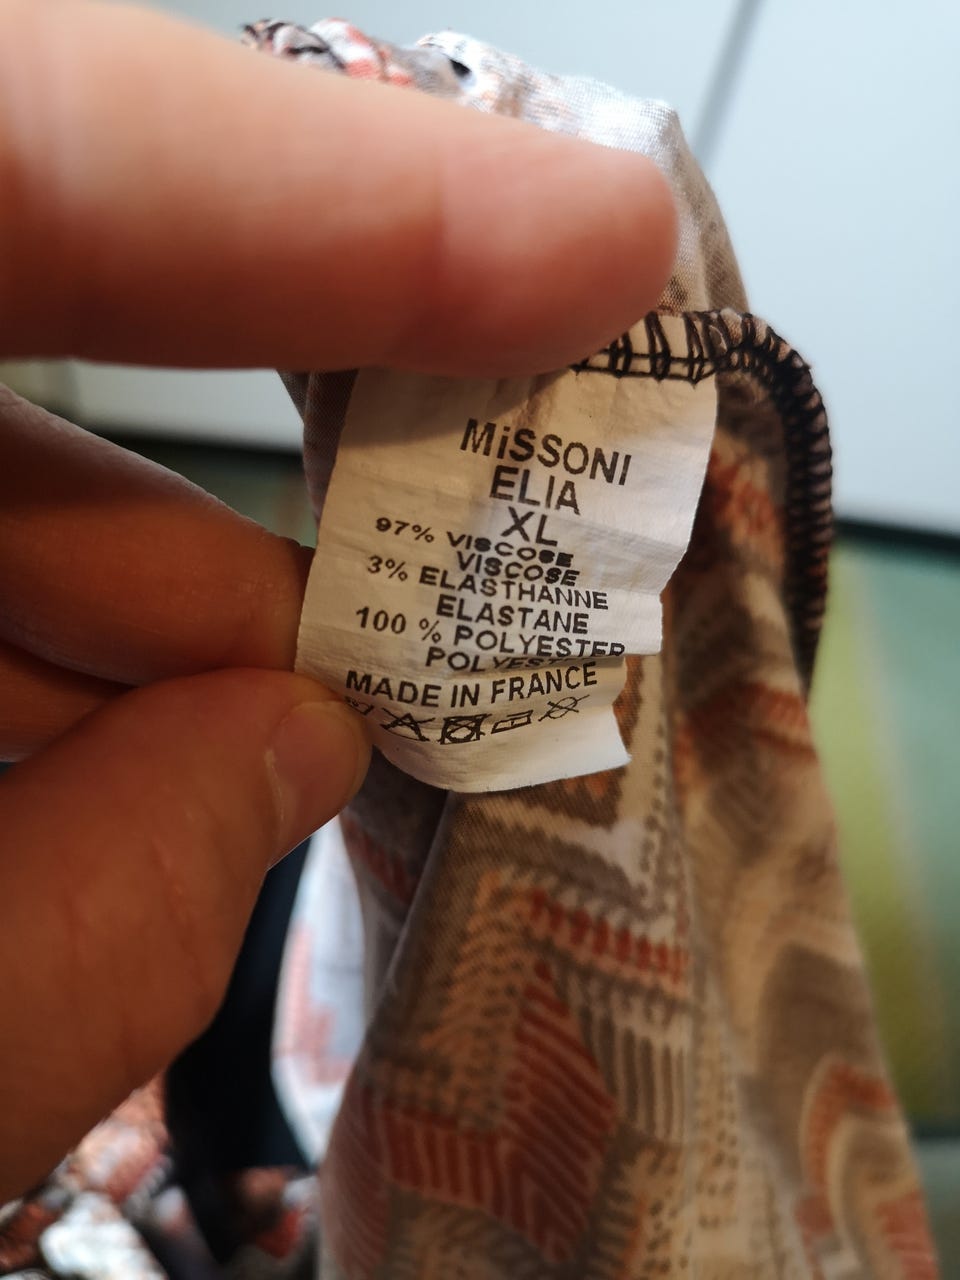 MiSSONI
ELIA
XL
97% VISCOSE
VISCOSE
3% ELASTHANNE
ELASTANE
100 % POLYESTER
POLYESTER
MADE IN FRANCE